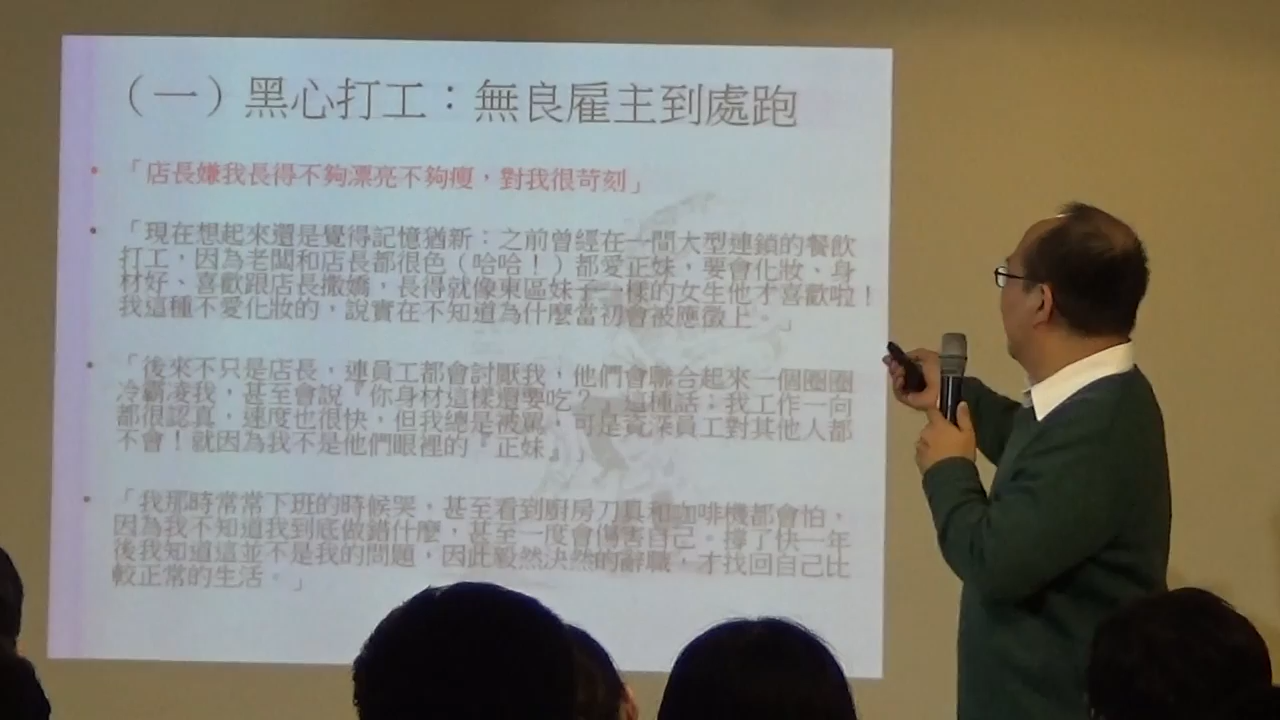 （一）黑心打工：無良雇主到處跑
•「店長嫌我長得不夠漂亮不夠瘦，對我很苛刻」
•「現在想起來還是覺得記憶猶新：之前曾經在一間大型連鎖的餐飲
打工，因為老闆和店長都很色（哈哈！）都愛正妹，要會化妝、身
材好、喜歡跟店長撒嬌，長得就像東區妹子一樣的女生他才喜歡啦！
我這種不愛化妝的，說實在不知道為什麼當初會被應徵上。」
•「後來不只是店長，連員工都會討厭我，他們會聯合起來一個圈圈
冷霸凌我，甚至會說『你身材這樣還要吃？』這種話；我工作一向
都很認真，速度也很快，但我總是被罵，可是資深員工對其他人都
不會！就因為我不是他們眼裡的『正妹』」
•「我那時常常下班的時候哭，甚至看到廚房刀具和咖啡機都會怕，
因為我不知道我到底做錯什麼，甚至一度會傷害自己。撐了快一年
後我知道這並不是我的問題，因此毅然決然的辭職，才找回自己比
較正常的生活。」